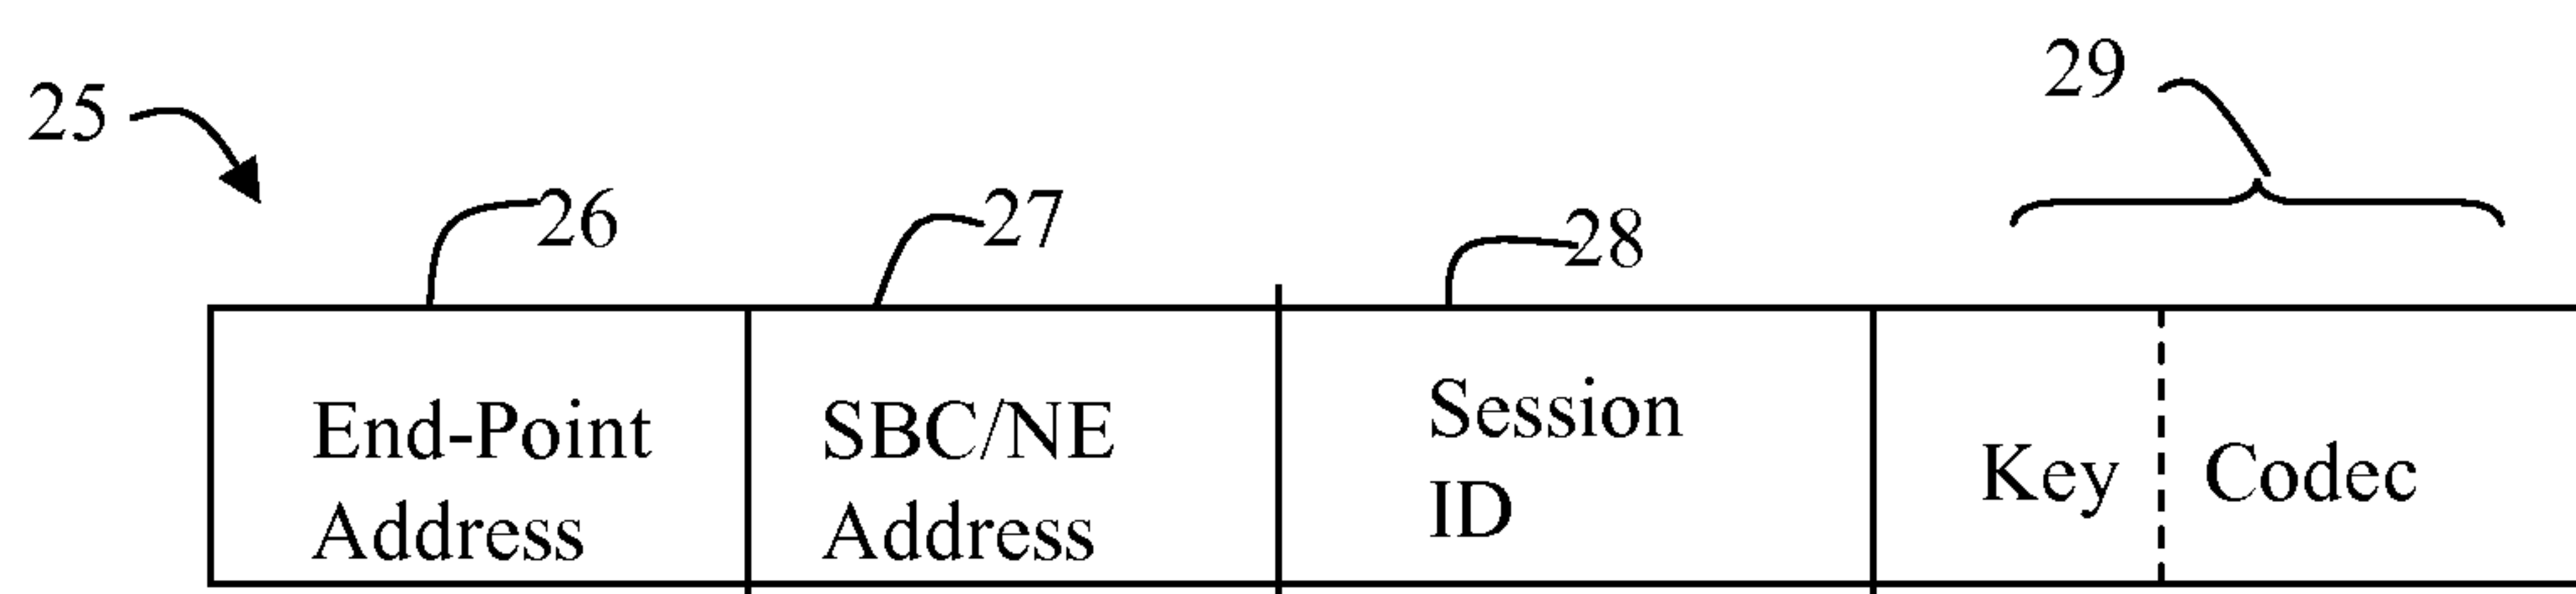 29
25
26
27
28
End-Point
Address
SBC/NE
Address
Session
ID
Key
Codec